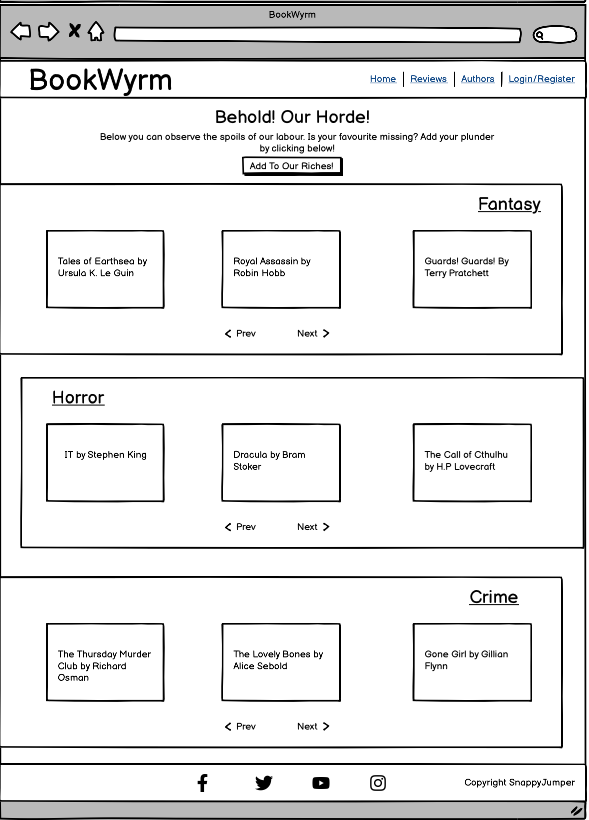 BookWyrm
BookWyrm
Home
Reviews
Authors
Login/Register
Behold! Our Horde!
Below you can observe the spoils of our labour. Is your favourite missing? Add your plunder
by clicking below!
Add To Our Riches!
Fantasy
Tales of Earthsea by
Ursula K. Le Guin
Royal Assassin by
Robin Hobb
Guards! Guards! By
Terry Pratchett
Prev
Next
Horror
IT by Stephen King
Dracula by Bram
Stoker
The Call of Cthulhu
by H.P Lovecraft
Prev
Next
Crime
The Thursday Murder
Club by Richard
Osman
The Lovely Bones by
Alice Sebold
Gone Girl by Gillian
Flynn
Prev
Next
Copyright SnappyJumper